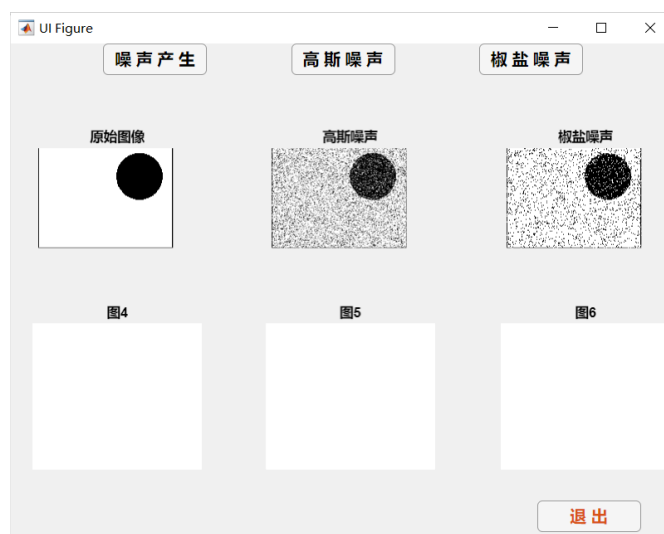 UI Figure
噪 声 产 生
高 斯 噪 声
椒 盐 噪 声
原始图像
高斯噪声
椒盐噪声
图4
图5
图6
退 出